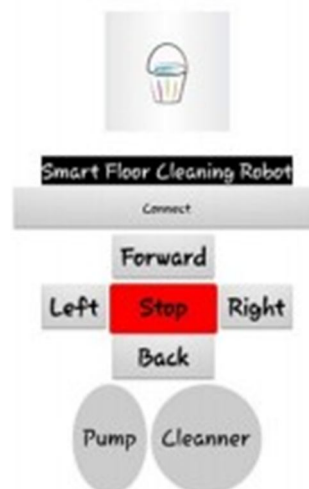 Smart Floor Cleaning Robot
Connect
Forward
Left Stop Right
Back
Pump Cleanner